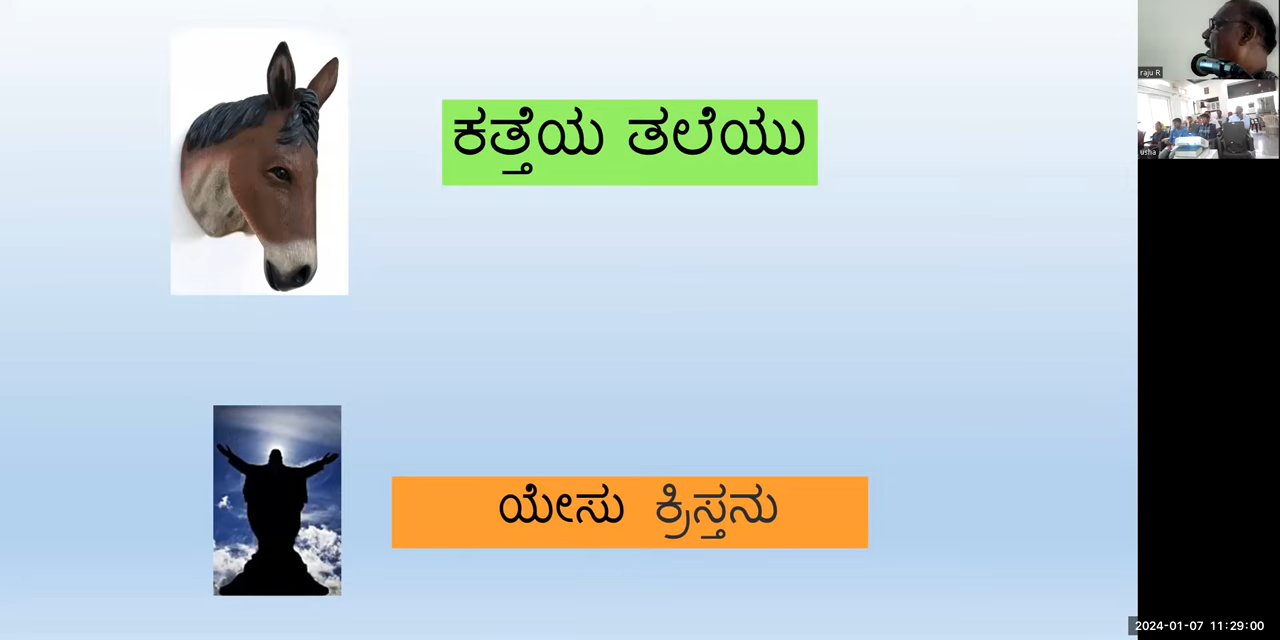 ಕತ್ತೆಯ ತಲೆಯು
raju R
usha
ಯೇಸು ಕ್ರಿಸ್ತನು
2024-01-07 11:29:00